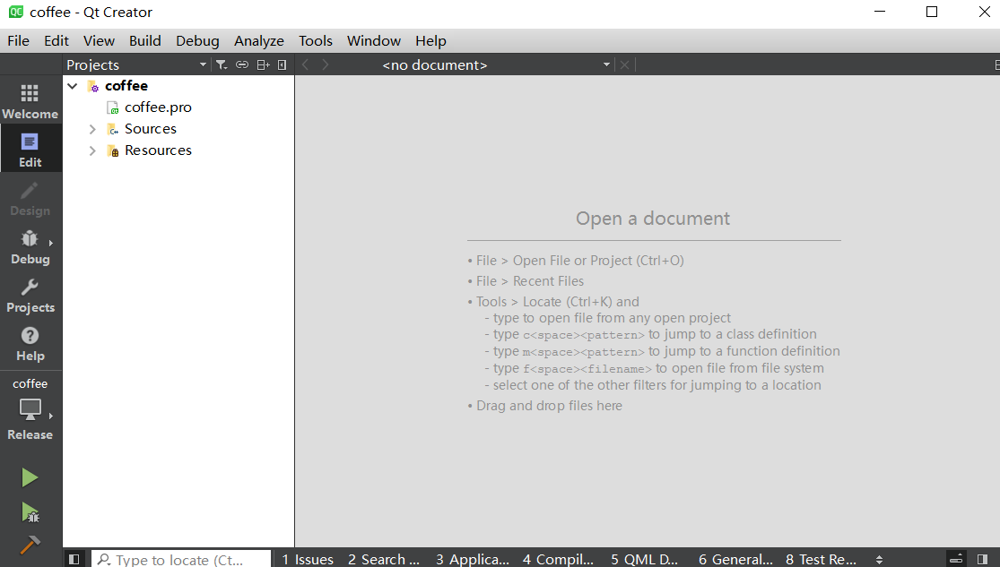 coffee - Qt Creator
File Edit View Build Debug Analyze Tools Window Help
Projects
<no document>
Welcome
Edit
Design
Debug
Projects
Help
coffee
Release
coffee
coffee.pro
Sources
Resources
Open a document
• File > Open File or Project (Ctrl+O)
• File > Recent Files
• Tools > Locate (Ctrl+K) and
- type to open file from any open project
- type c<space><pattern> to jump to a class definition
- type m<space><pattern> to jump to a function definition
- type f<space><filename> to open file from file system
- select one of the other filters for jumping to a location
• Drag and drop files here
Type to locate (Ct... 1 Issues 2 Search ... 3 Applica... 4 Compil... 5 QML D... 6 General... 8 Test Re...